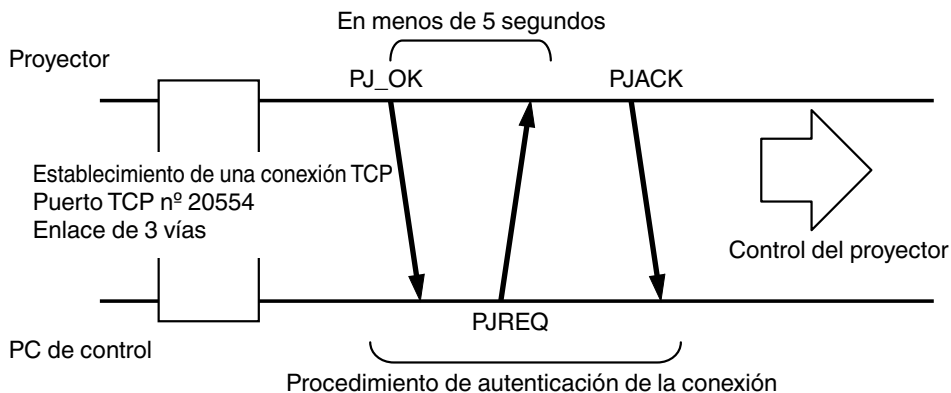 En menos de 5 segundos
Proyector
PJ_OK
PJACK
Establecimiento de una conexión TCP
Puerto TCP nº 20554
Enlace de 3 vías
Control del proyector
PJREQ
PC de control
Procedimiento de autenticación de la conexión